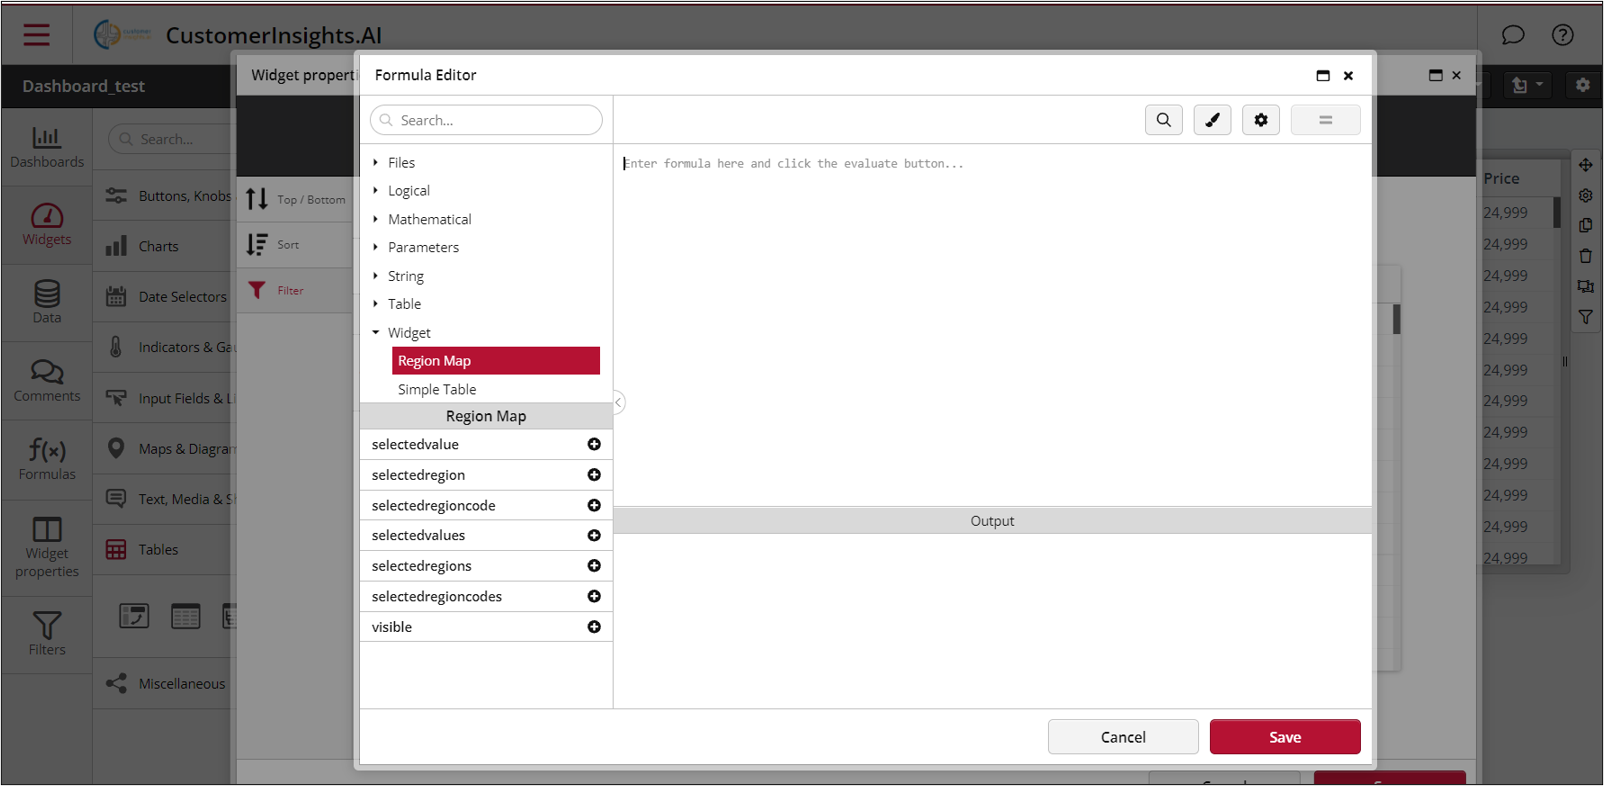 CustomerInsights.AI
Dashboard_test
Dashboards
Widgets
Data
Comments
Formulas
Widget
properties
Filters
Search...
Buttons, Knobs
Charts
Date Selectors
Indicators & Gau
Input Fields & Li
Maps & Diagram
Text, Media & S
Tables
Miscellaneous
Widget properti
Top / Bottom
Sort
Filter
Formula Editor
Search...
Files
Logical
Mathematical
Parameters
String
Table
Widget
Region Map
Simple Table
Region Map
selectedvalue
selectedregion
selectedregioncode
selectedvalues
selectedregions
selectedregioncodes
visible
Enter formula here and click the evaluate button...
Output
Cancel
Save
Price
24,999
24,999
24,999
24,999
24,999
24,999
24,999
24,999
24,999
24,999
24,999
24,999